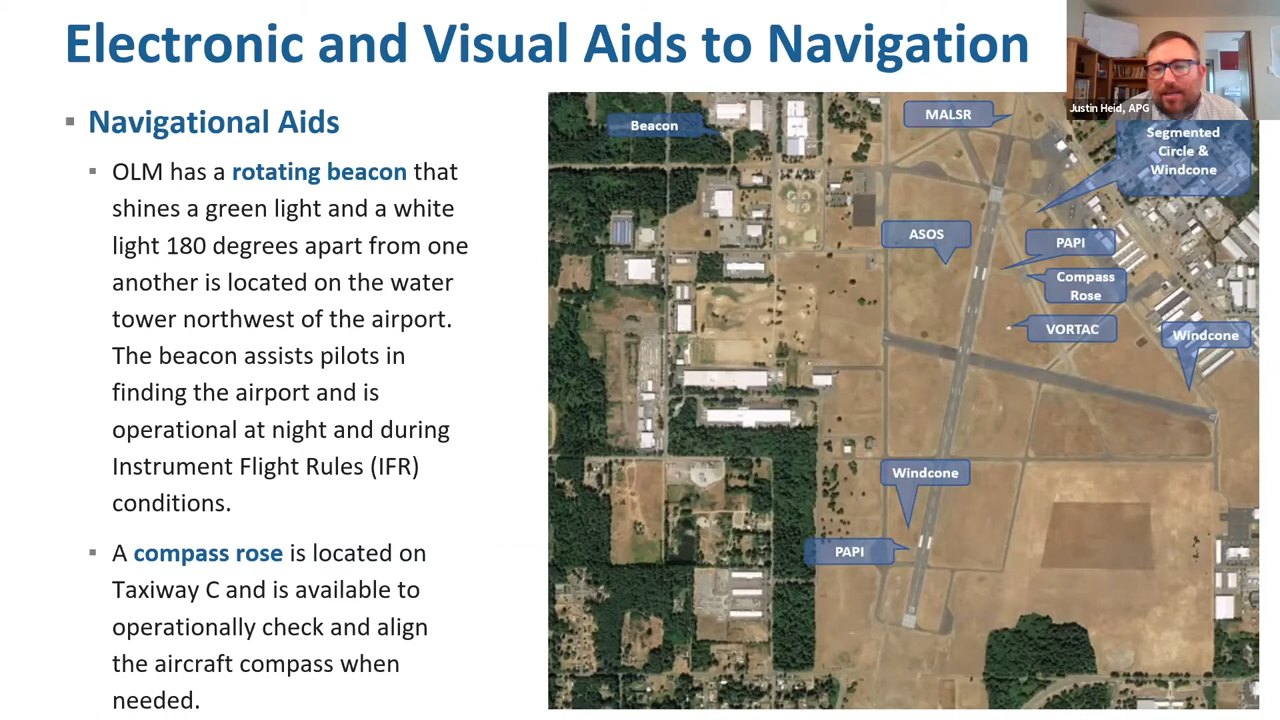 Electronic and Visual Aids to Navigation
Justin Heid, APG
Navigational Aids
OLM has a rotating beacon that
shines a green light and a white
light 180 degrees apart from one
another is located on the water
tower northwest of the airport.
The beacon assists pilots in
finding the airport and is
operational at night and during
Instrument Flight Rules (IFR)
conditions.
A compass rose is located on
Taxiway C and is available to
operationally check and align
the aircraft compass when
needed.
Beacon
MALSR
Segmented
Circle &
Windcone
ASOS
PAPI
Compass
Rose
VORTAC
Windcone
Windcone
PAPI